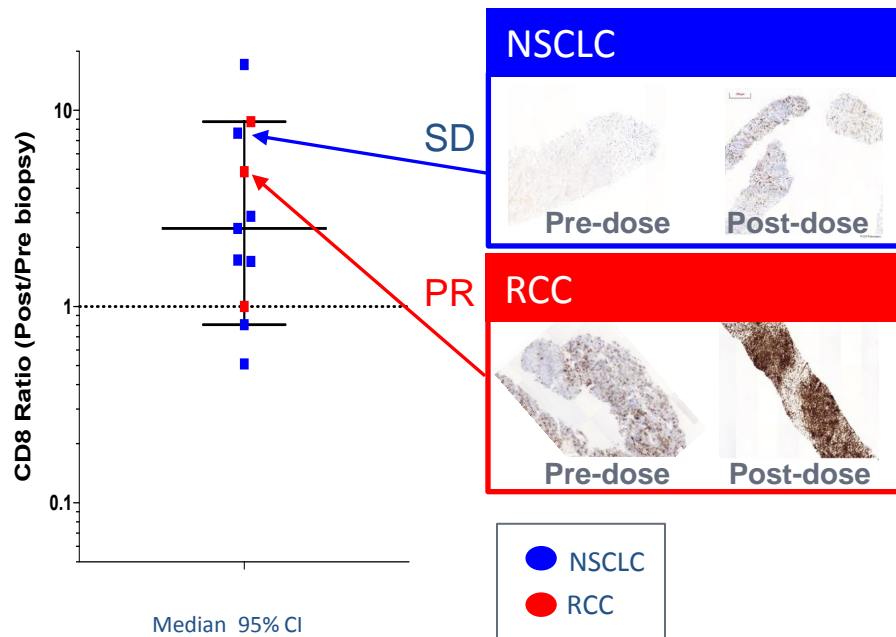 CD8 Ratio (Post/Pre biopsy)
10
1
0.1
Median 95% CI
SD
PR
NSCLC
Pre-dose
Post-dose
RCC
Pre-dose
Post-dose
NSCLC
RCC